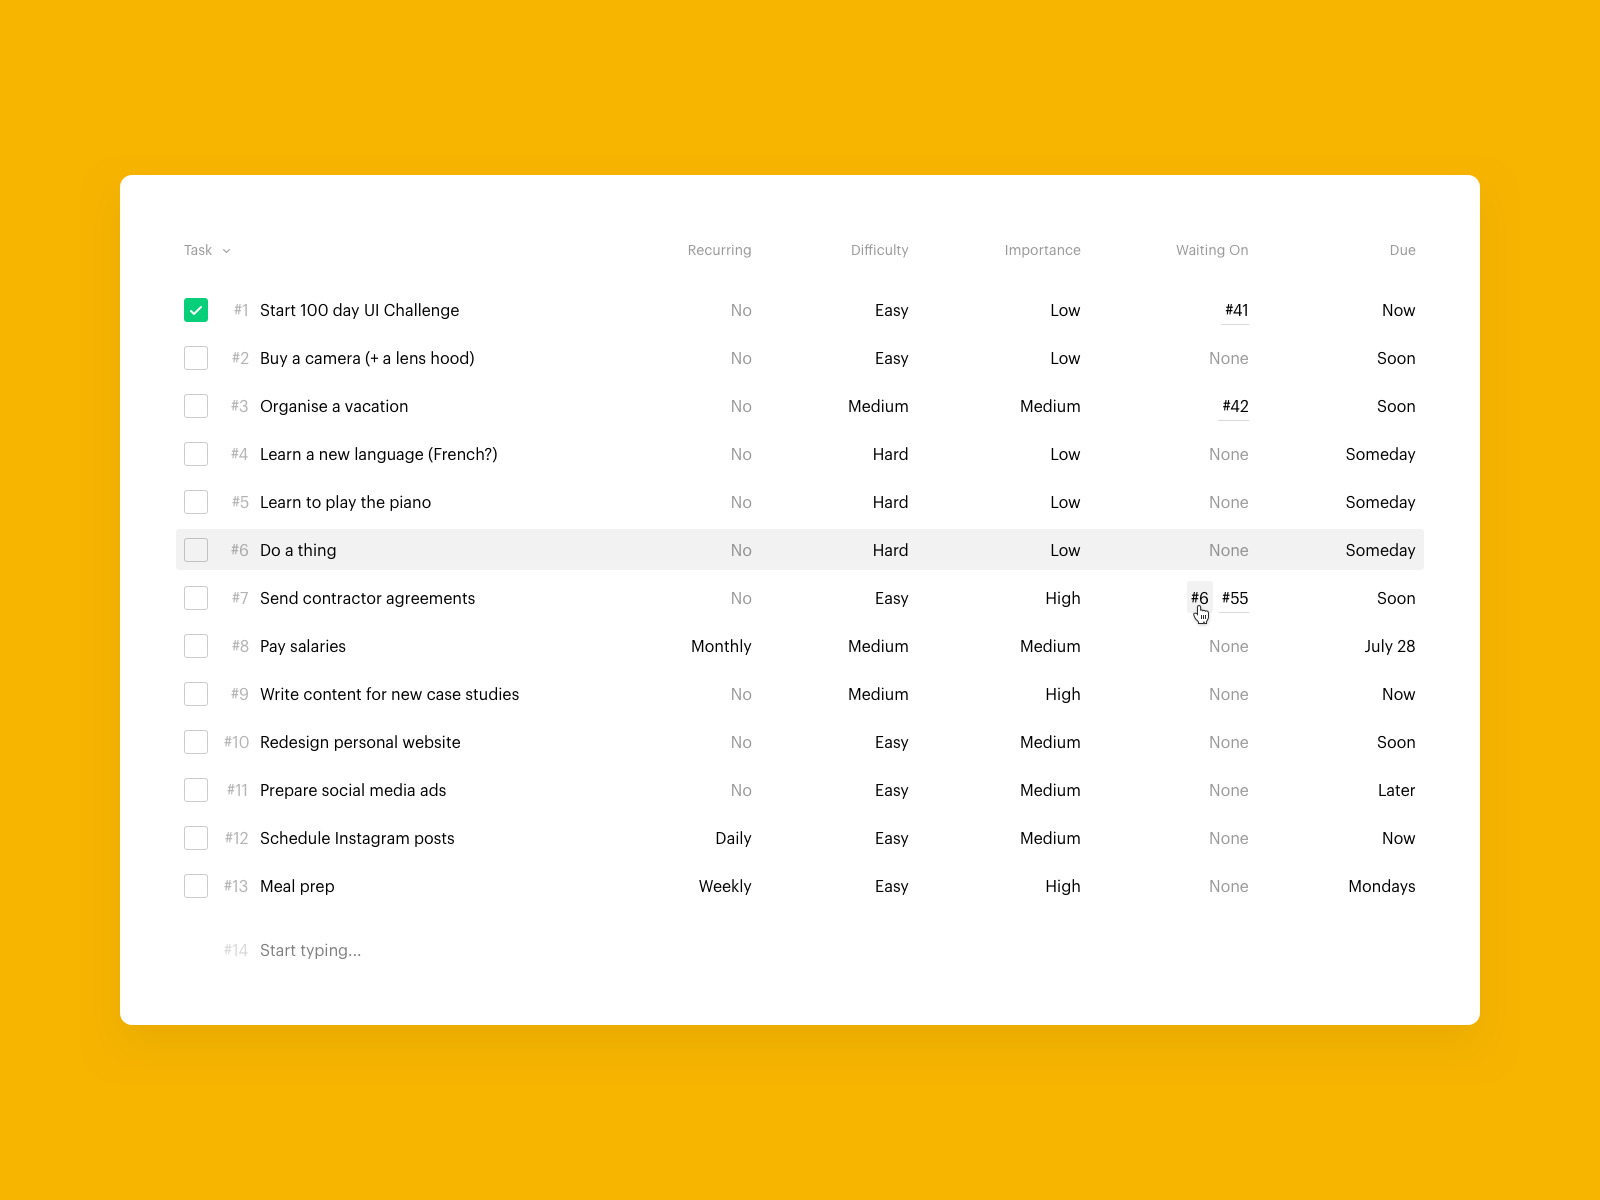 Task Recurring Difficulty Importance Waiting On Due
#1 Start 100 day UI Challenge No Easy Low #41 Now
#2 Buy a camera (+ a lens hood) No Easy Low None Soon
#3 Organise a vacation No Medium Medium #42 Soon
#4 Learn a new language (French?) No Hard Low None Someday
#5 Learn to play the piano No Hard Low None Someday
#6 Do a thing No Hard Low None Someday
#7 Send contractor agreements No Easy High #6 #55 Soon
#8 Pay salaries Monthly Medium Medium None July 28
#9 Write content for new case studies No Medium High None Now
#10 Redesign personal website No Easy Medium None Soon
#11 Prepare social media ads No Easy Medium None Later
#12 Schedule Instagram posts Daily Easy Medium None Now
#13 Meal prep Weekly Easy High None Mondays
#14 Start typing...